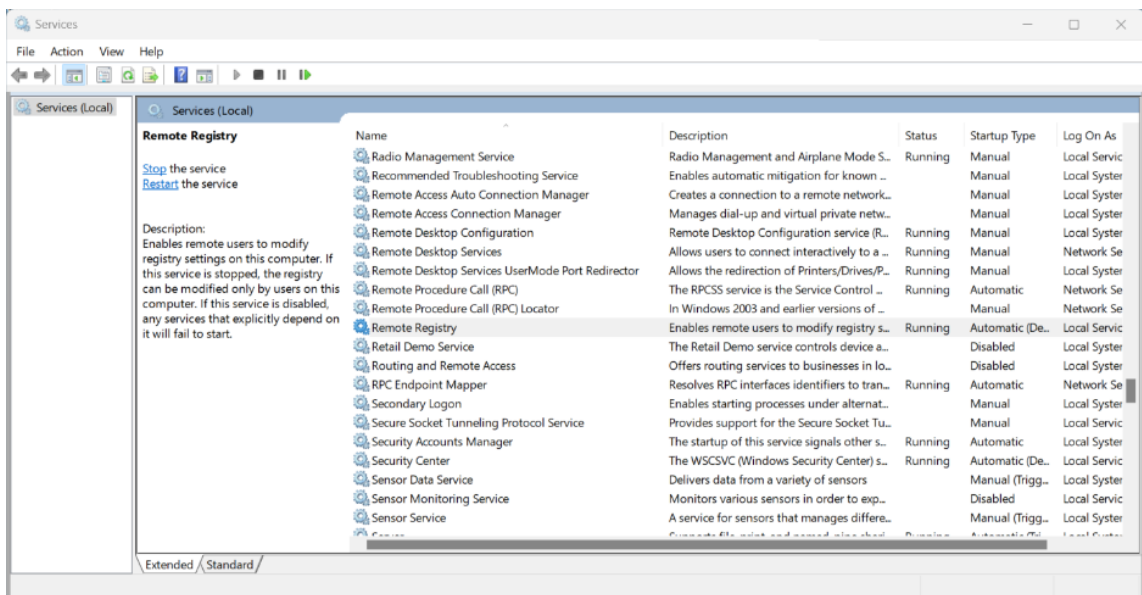 Services
File Action View Help
Services (Local)
Services (Local)
Remote Registry
Stop the service
Restart the service
Description:
Enables remote users to modify
registry settings on this computer. If
this service is stopped, the registry
can be modified only by users on this
computer. If this service is disabled,
any services that explicitly depend on
it will fail to start.
Name Description Status Startup Type Log On As
Radio Management Service Radio Management and Airplane Mode S... Running Manual Local Servic
Recommended Troubleshooting Service Enables automatic mitigation for known ... Manual Local Syster
Remote Access Auto Connection Manager Creates a connection to a remote network... Manual Local Syster
Remote Access Connection Manager Manages dial-up and virtual private netw... Manual Local Syster
Remote Desktop Configuration Remote Desktop Configuration service (R... Running Manual Local Syster
Remote Desktop Services Allows users to connect interactively to a ... Running Manual Network Se
Remote Desktop Services UserMode Port Redirector Allows the redirection of Printers/Drives/P... Running Manual Local Syster
Remote Procedure Call (RPC) The RPCSS service is the Service Control ... Running Automatic Network Se
Remote Procedure Call (RPC) Locator In Windows 2003 and earlier versions of ... Manual Network Se
Remote Registry Enables remote users to modify registry s... Running Automatic (De... Local Servic
Retail Demo Service The Retail Demo service controls device a... Disabled Local Syster
Routing and Remote Access Offers routing services to businesses in lo... Disabled Local Syster
RPC Endpoint Mapper Resolves RPC interfaces identifiers to tran... Running Automatic Network Se
Secondary Logon Enables starting processes under alternat... Manual Local Syster
Secure Socket Tunneling Protocol Service Provides support for the Secure Socket Tu... Manual Local Servic
Security Accounts Manager The startup of this service signals other s... Running Automatic Local Syster
Security Center The WSCSVC (Windows Security Center) s... Running Automatic (De... Local Servic
Sensor Data Service Delivers data from a variety of sensors Manual (Trigg... Local Syster
Sensor Monitoring Service Monitors various sensors in order to exp... Disabled Local Servic
Sensor Service A service for sensors that manages differe... Manual (Trigg... Local Syster
Extended Standard